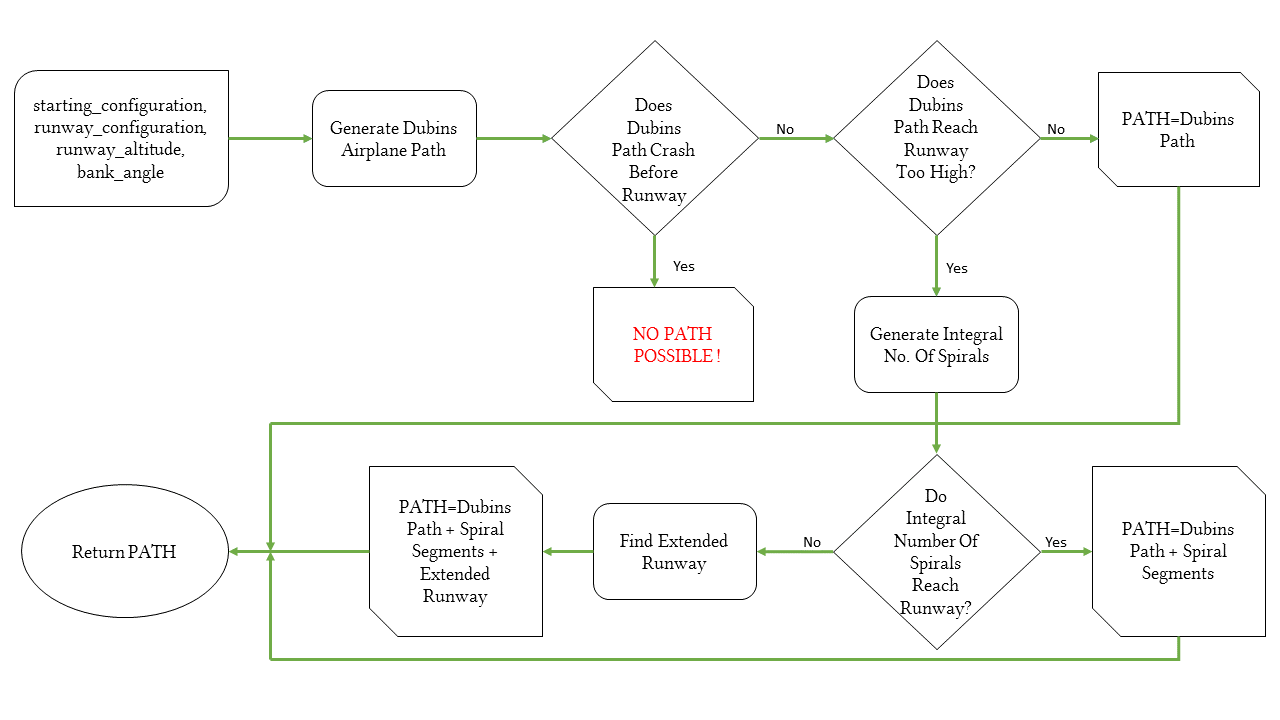 starting_configuration,
runway_configuration,
runway_altitude,
bank_angle
Generate Dubins
Airplane Path
Does
Dubins
Path Crash
Before
Runway
No
Does
Dubins
Path Reach
Runway
Too High?
No
PATH=Dubins
Path
Yes
NO PATH
POSSIBLE !
Yes
Generate Integral
No. Of Spirals
Do
Integral
Number Of
Spirals
Reach
Runway?
Yes
PATH=Dubins
Path + Spiral
Segments
No
Find Extended
Runway
PATH=Dubins
Path + Spiral
Segments +
Extended
Runway
Return PATH